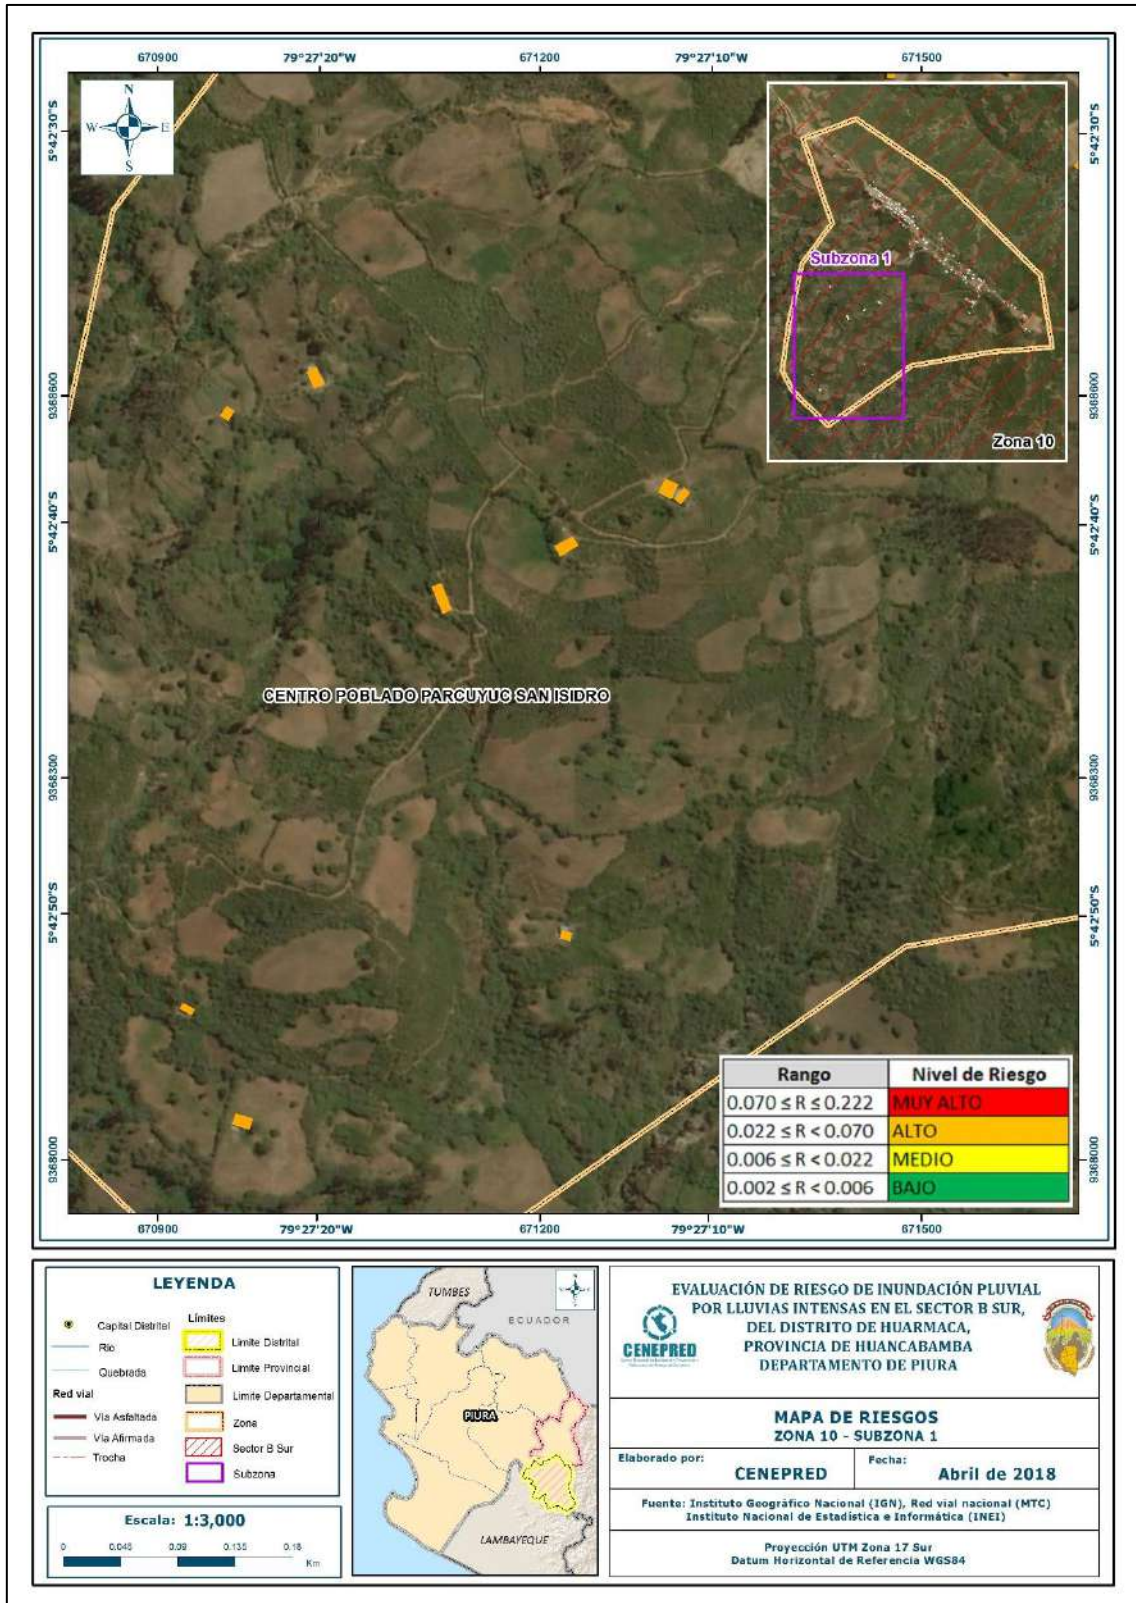 670900
79°27'20"W
671200
79°27'10"W
671500
N
W E
S
5°42'30"S
5°42'30"S
Subzona 1
Zona 10
9368600
9368600
5°42'40"S
5°42'40"S
CENTRO POBLADO PARCUYUC SAN ISIDRO
9368300
9368300
5°42'50"S
5°42'50"S
9368000
9368000
Rango Nivel de Riesgo
0.070 ≤ R ≤ 0.222 MUY ALTO
0.022 ≤ R < 0.070 ALTO
0.006 ≤ R < 0.022 MEDIO
0.002 ≤ R < 0.006 BAJO
670900
79°27'20"W
671200
79°27'10"W
671500
LEYENDA
Capital Distrital
Río
Quebrada
Red vial
Vía Asfaltada
Vía Afirmada
Trocha
Límites
Limite Distrital
Limite Provincial
Limite Departamental
Zona
Sector B Sur
Subzona
Escala: 1:3,000
0 0.045 0.09 0.135 0.18
Km
TUMBES
ECUADOR
PIURA
LAMBAYEQUE
EVALUACIÓN DE RIESGO DE INUNDACIÓN PLUVIAL
POR LLUVIAS INTENSAS EN EL SECTOR B SUR,
DEL DISTRITO DE HUARMACA,
PROVINCIA DE HUANCABAMBA
DEPARTAMENTO DE PIURA
CENEPRED
MAPA DE RIESGOS
ZONA 10 - SUBZONA 1
Elaborado por:
CENEPRED
Fecha:
Abril de 2018
Fuente: Instituto Geográfico Nacional (IGN), Red vial nacional (MTC)
Instituto Nacional de Estadística e Informática (INEI)
Proyección UTM Zona 17 Sur
Datum Horizontal de Referencia WGS84